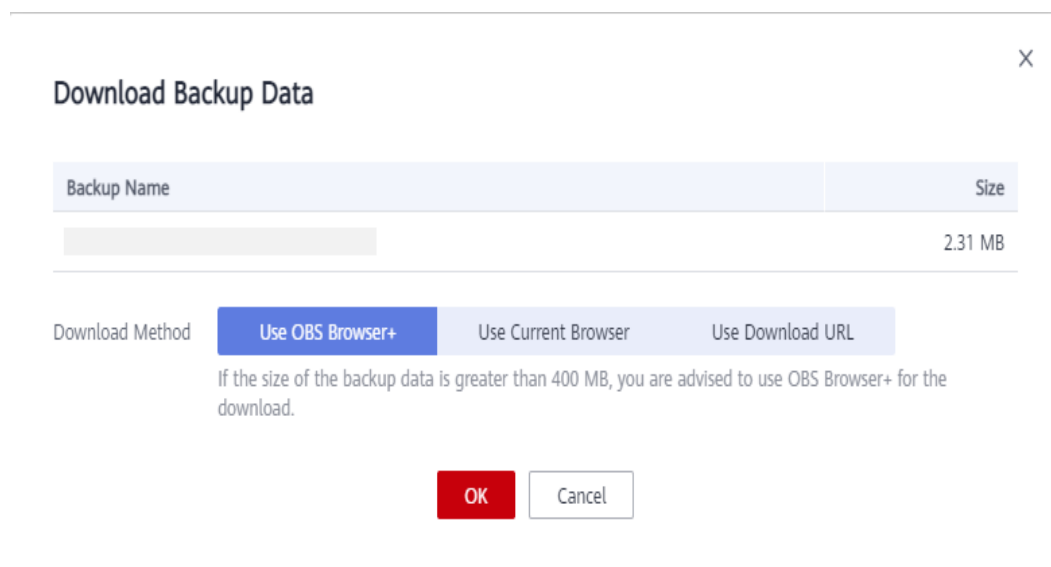 X
Download Backup Data
Backup Name Size
2.31 MB
Download Method Use OBS Browser+ Use Current Browser Use Download URL
If the size of the backup data is greater than 400 MB, you are advised to use OBS Browser+ for the
download.
OK Cancel